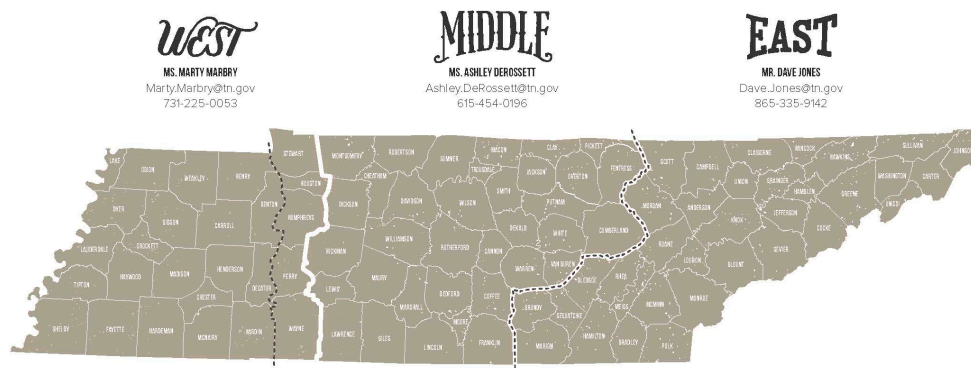 WEST
MS. MARTY MARBRY
Marty.Marbry@tn.gov
731-225-0053
MIDDLE
MS. ASHLEY DEROSSETT
Ashley.DeRossett@tn.gov
615-454-0196
EAST
MR. DAVE JONES
Dave.Jones@tn.gov
865-335-9142
LAKE
OBION
WEAKLEY
HENRY
STEWART
MONTGOMERY
ROBERTSON
SUMNER
MACON
TROUSDALE
CLAY
PICKETT
FENTRESS
SCOTT
CAMPBELL
CLAIBORNE
HANCOCK
HAWKINS
SULLIVAN
JOHNSON
DYER
GIBSON
CARROLL
BENTON
HOUSTON
HUMPHREYS
DICKSON
CHEATHAM
DAVIDSON
WILSON
SMITH
JACKSON
OVERTON
PUTNAM
MORGAN
ANDERSON
UNION
GRAINGER
HAMBLEN
GREENE
WASHINGTON
UNICOI
CARTER
LAUDERDALE
CROCKETT
HICKMAN
WILLIAMSON
RUTHERFORD
CANNON
DEKALB
WHITE
CUMBERLAND
ROANE
KNOX
JEFFERSON
COCKE
SEVIER
TIPTON
HAYWOOD
MADISON
HENDERSON
DECATUR
PERRY
LEWIS
MAURY
BEDFORD
COFFEE
WARREN
VAN BUREN
BLEDSOE
RHEA
LOUDON
BLOUNT
SHELBY
FAYETTE
HARDEMAN
CHESTER
MCNAIRY
HARDIN
WAYNE
LAWRENCE
GILES
MARSHALL
LINCOLN
MOORE
FRANKLIN
GRUNDY
SEQUATCHIE
MARION
HAMILTON
MEIGS
MCMINN
MONROE
BRADLEY
POLK